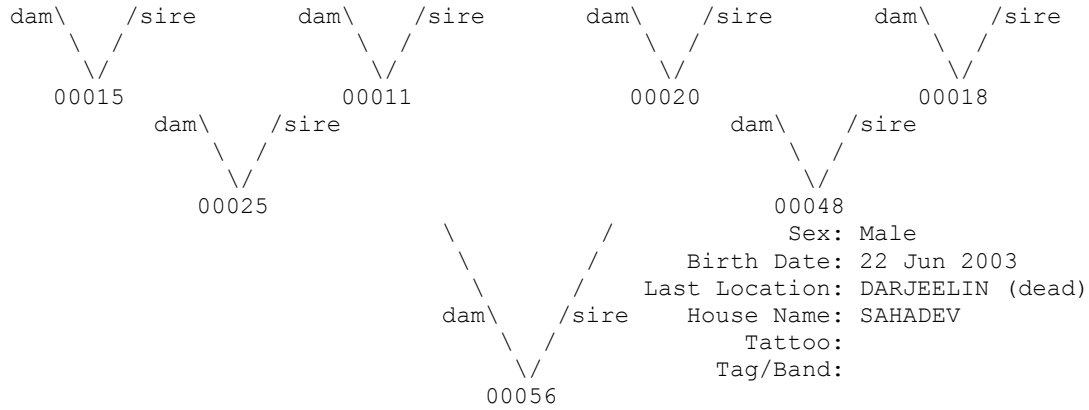 dam\      /sire      dam\      /sire      dam\      /sire      dam\      /sire
\  /      \  /      \  /      \  /
\/      \/      \/      \/
00015      00011      00020      00018
dam\      /sire      dam\      /sire
\  /      \  /
\/      \/
00025      00048
\      /      Sex: Male
\      /      Birth Date: 22 Jun 2003
\      /      Last Location: DARJEELIN (dead)
dam\      /sire      House Name: SAHADEV
\  /      Tattoo:
\/      Tag/Band:
00056